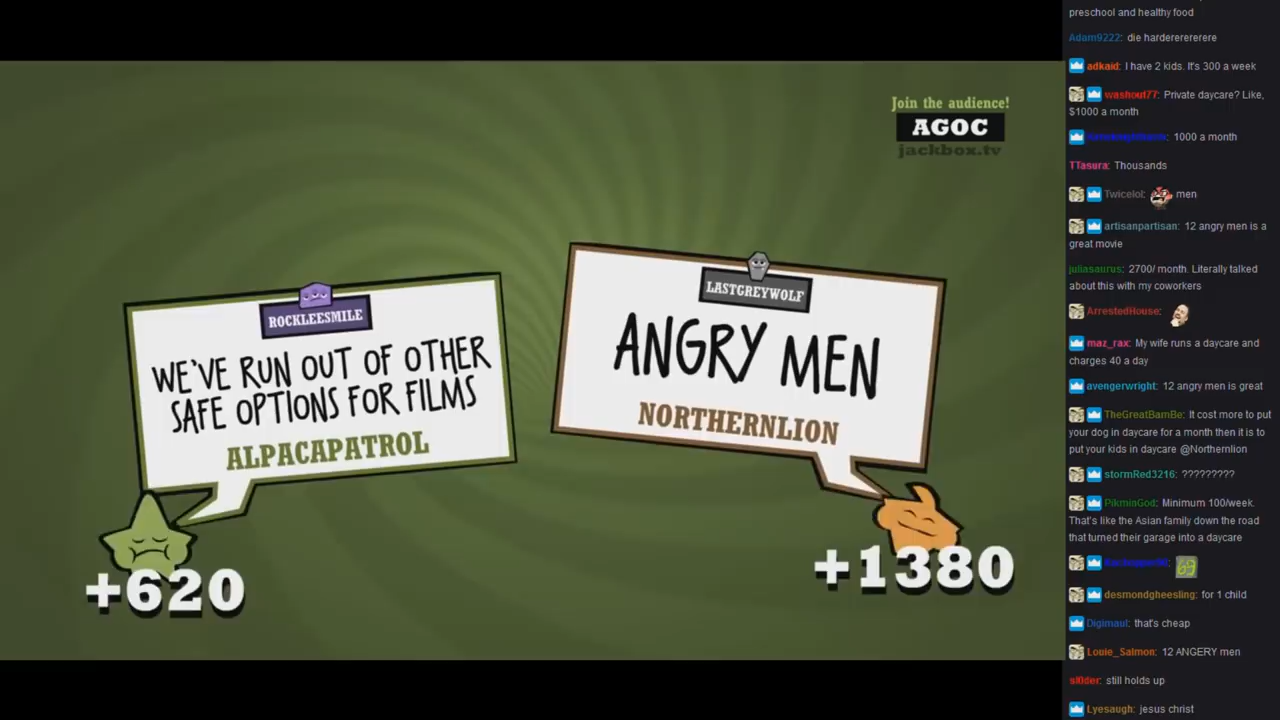 Join the audience!
AGOC
jackbox.tv
ROCKLEESMILE
WE'VE RUN OUT OF OTHER
SAFE OPTIONS FOR FILMS
ALPACAPATROL
+620
LASTGREYWOLF
ANGRY MEN
NORTHERNLION
+1380
preschool and healthy food
Adam9222: die harderererere
adkaid: I have 2 kids. It's 300 a week
washout77: Private daycare? Like,
$1000 a month
1000 a month
TTasura: Thousands
Twicelol: men
artisanpartisan: 12 angry men is a
great movie
juliasaurus: 2700/ month. Literally talked
about this with my coworkers
ArrestedHouse:
maz_rax: My wife runs a daycare and
charges 40 a day
avengerwright: 12 angry men is great
TheGreatBamBe: It cost more to put
your dog in daycare for a month then it is to
put your kids in daycare @Northernlion
stormRed3216: ?????????
PikminGod: Minimum 100/week.
That's like the Asian family down the road
that turned their garage into a daycare
desmondgheesling: for 1 child
Digimaul: that's cheap
Louie_Salmon: 12 ANGERY men
sl0der: still holds up
Lyesaugh: jesus christ